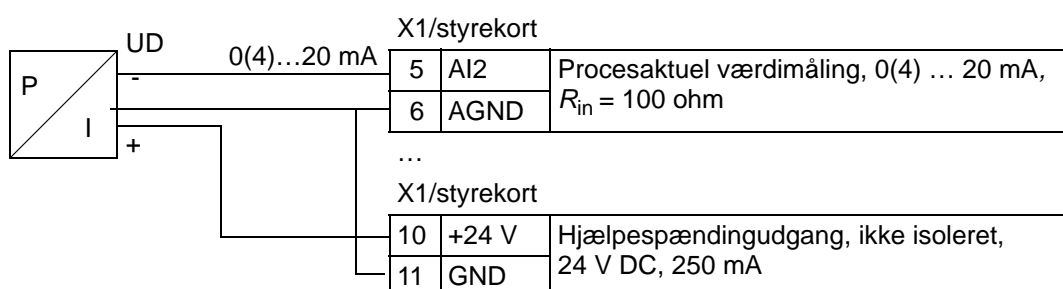 X1/styrekort
UD
0(4)…20 mA
P
I
-
+
5 AI2 Procesaktuel værdimåling, 0(4) … 20 mA,
6 AGND Rin = 100 ohm
…
X1/styrekort
10 +24 V Hjælpespændingudgang, ikke isoleret,
11 GND 24 V DC, 250 mA